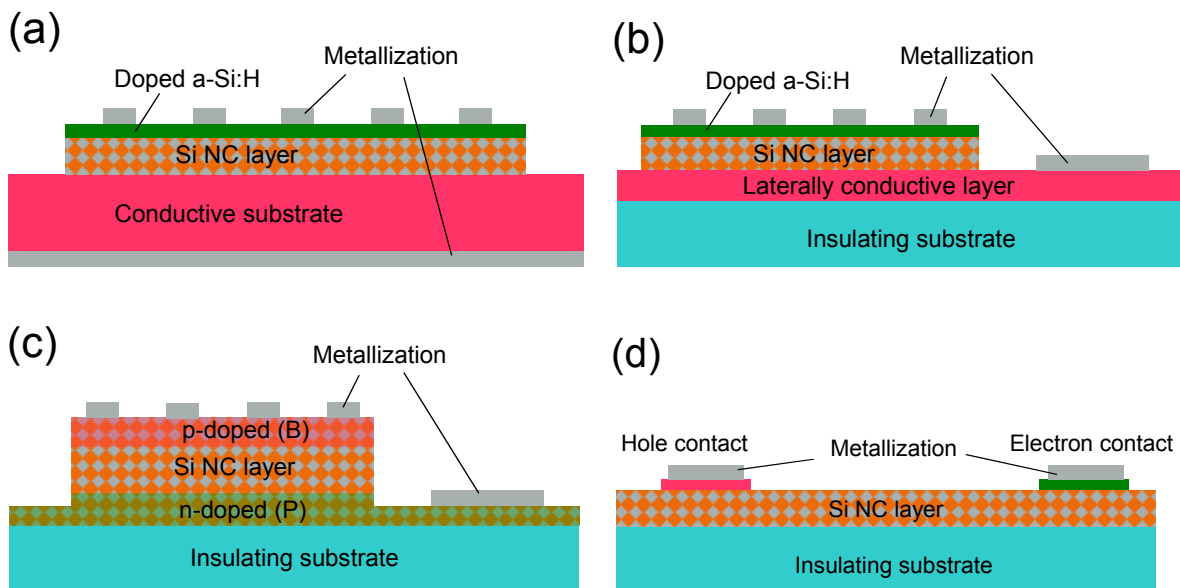 (a)
Metallization
Doped a-Si:H
Si NC layer
Conductive substrate
(b)
Metallization
Doped a-Si:H
Si NC layer
Laterally conductive layer
Insulating substrate
(c)
Metallization
p-doped (B)
Si NC layer
n-doped (P)
Insulating substrate
(d)
Hole contact
Metallization
Electron contact
Si NC layer
Insulating substrate